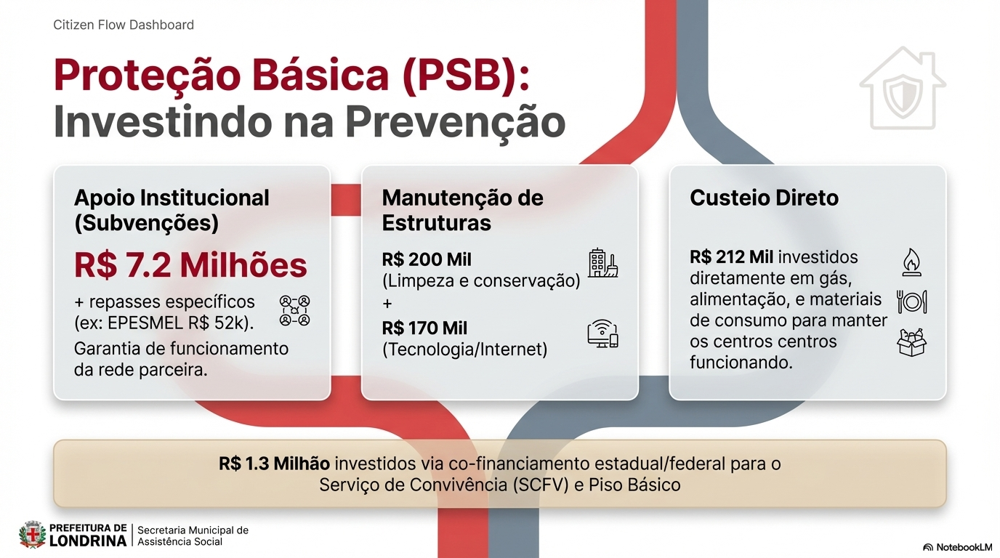 Citizen Flow Dashboard
Proteção Básica (PSB):
Investindo na Prevenção
Apoio Institucional
(Subvenções)
R$ 7.2 Milhões
+ repasses específicos
(ex: EPESMEL R$ 52k).
Garantia de funcionamento
da rede parceira.
Manutenção de
Estruturas
R$ 200 Mil
(Limpeza e conservação)
+
R$ 170 Mil
(Tecnologia/Internet)
Custeio Direto
R$ 212 Mil investidos
diretamente em gás,
alimentação, e materiais
de consumo para manter
os centros centros
funcionando.
R$ 1.3 Milhão investidos via co-financiamento estadual/federal para o
Serviço de Convivência (SCFV) e Piso Básico
PREFEITURA DE
LONDRINA
Secretaria Municipal de
Assistência Social
NotebookLM